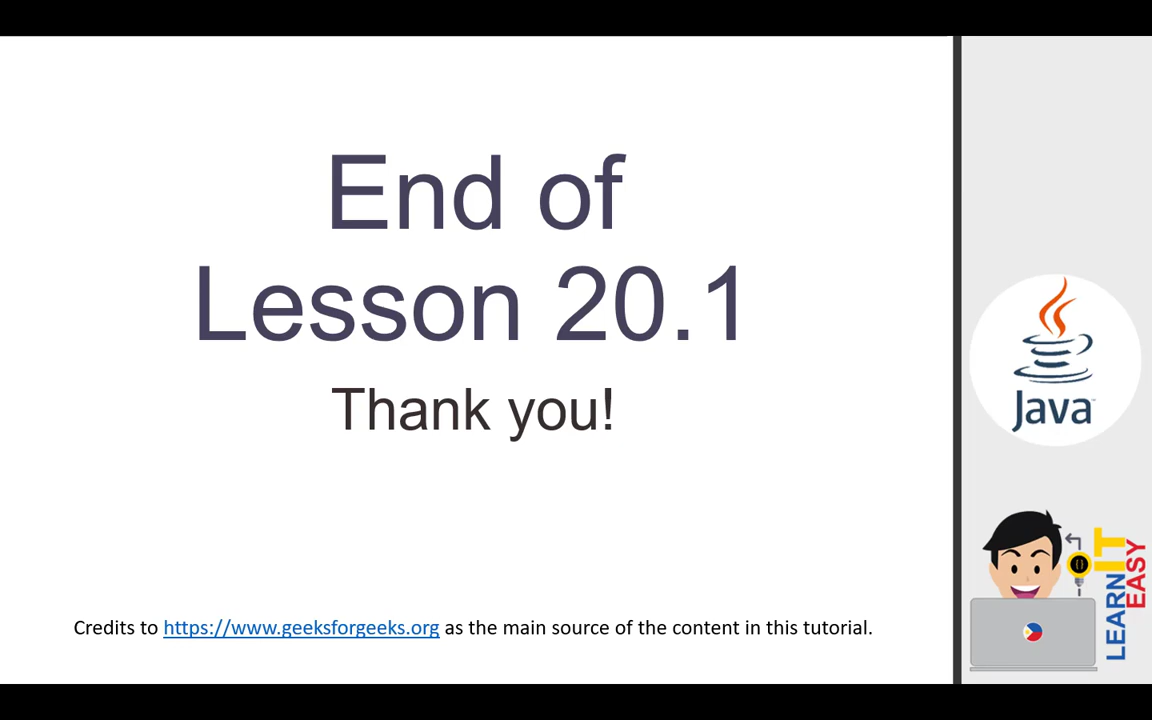 End of
Lesson 20.1
Thank you!
Credits to https://www.geeksforgeeks.org as the main source of the content in this tutorial.
Java™
LEARN IT
EASY